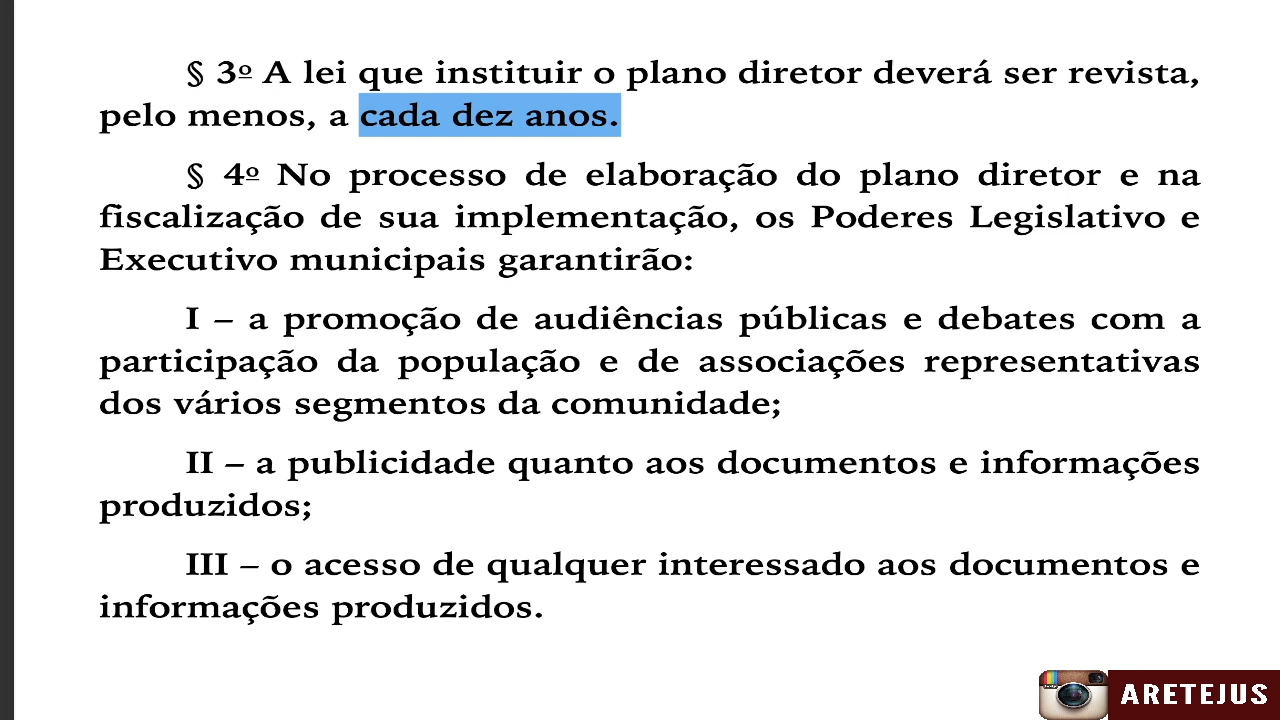 § 3º A lei que instituir o plano diretor deverá ser revista,
pelo menos, a cada dez anos.
§ 4º No processo de elaboração do plano diretor e na
fiscalização de sua implementação, os Poderes Legislativo e
Executivo municipais garantirão:
I – a promoção de audiências públicas e debates com a
participação da população e de associações representativas
dos vários segmentos da comunidade;
II – a publicidade quanto aos documentos e informações
produzidos;
III – o acesso de qualquer interessado aos documentos e
informações produzidos.
ARETEJUS